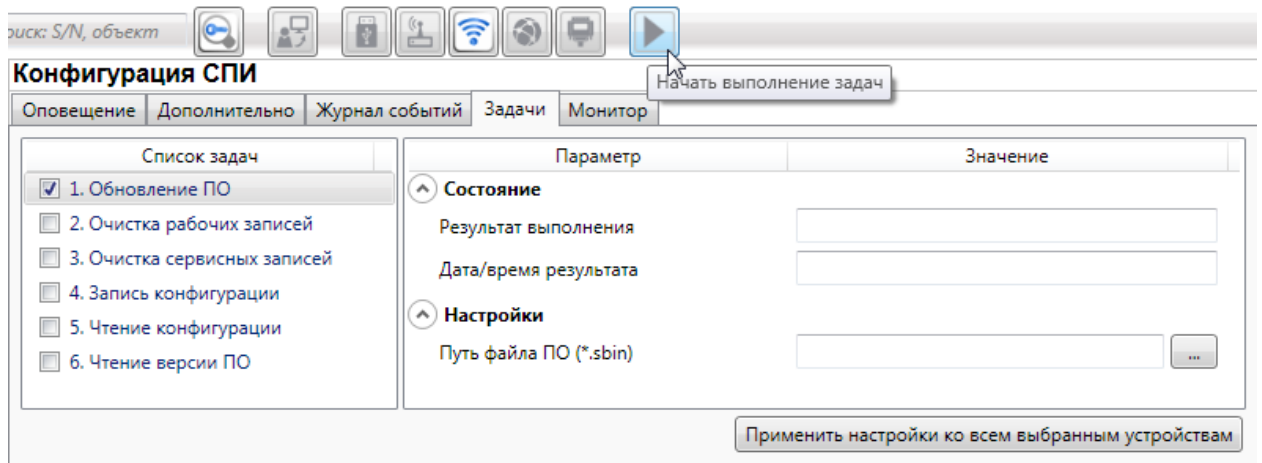 оиск: S/N, объект
Начать выполнение задач
Конфигурация СПИ
Оповещение Дополнительно Журнал событий Задачи Монитор
Список задач Параметр Значение
1. Обновление ПО Состояние
2. Очистка рабочих записей Результат выполнения
3. Очистка сервисных записей Дата/время результата
4. Запись конфигурации Настройки
5. Чтение конфигурации
6. Чтение версии ПО Путь файла ПО (*.sbin) ...
Применить настройки ко всем выбранным устройствам